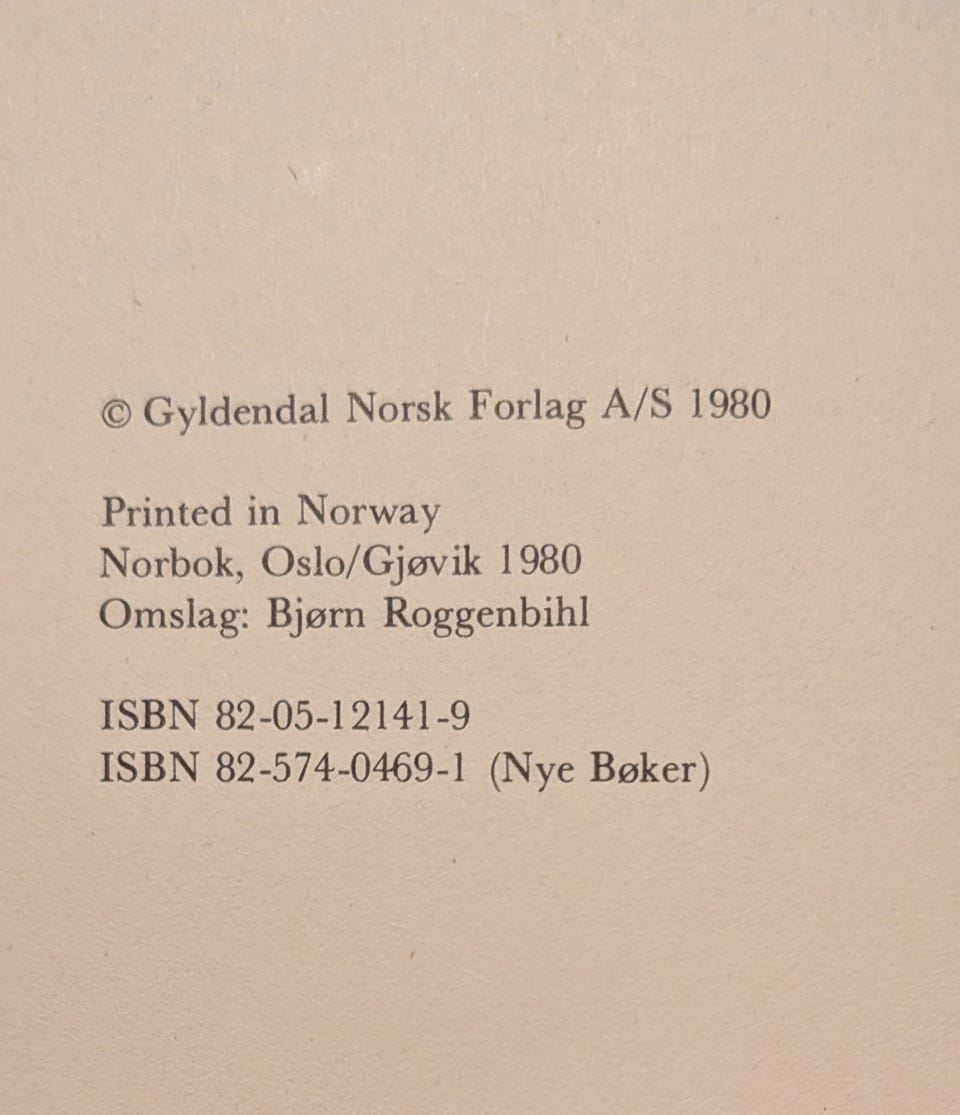 © Gyldendal Norsk Forlag A/S 1980
Printed in Norway
Norbok, Oslo/Gjøvik 1980
Omslag: Bjørn Roggenbihl
ISBN 82-05-12141-9
ISBN 82-574-0469-1 (Nye Bøker)